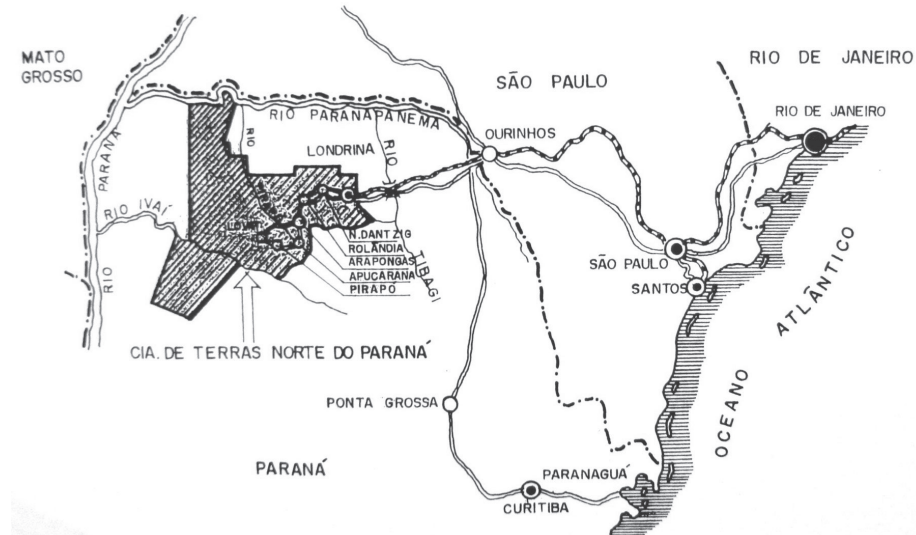 MATO
GROSSO
SÃO PAULO
RIO DE JANEIRO
RIO DE JANEIRO
RIO PARANAPANEMA
OURINHOS
LONDRINA
RIO
RIO
TIBAGI
PARANÁ
RIO
RIO IVAÍ
N. DANTZIG
ROLÂNDIA
ARAPONGAS
APUCARANA
PIRAPÓ
SÃO PAULO
SANTOS
CIA. DE TERRAS NORTE DO PARANÁ
OCEANO ATLÂNTICO
PONTA GROSSA
PARANÁ
PARANAGUÁ
CURITIBA